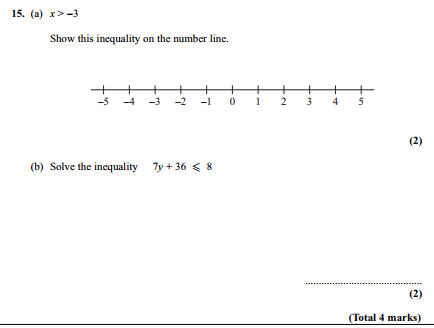 15. (a) x > –3
Show this inequality on the number line.
–5 –4 –3 –2 –1 0 1 2 3 4 5
(2)
(b) Solve the inequality 7y + 36 ⩽ 8
..............................
(2)
(Total 4 marks)